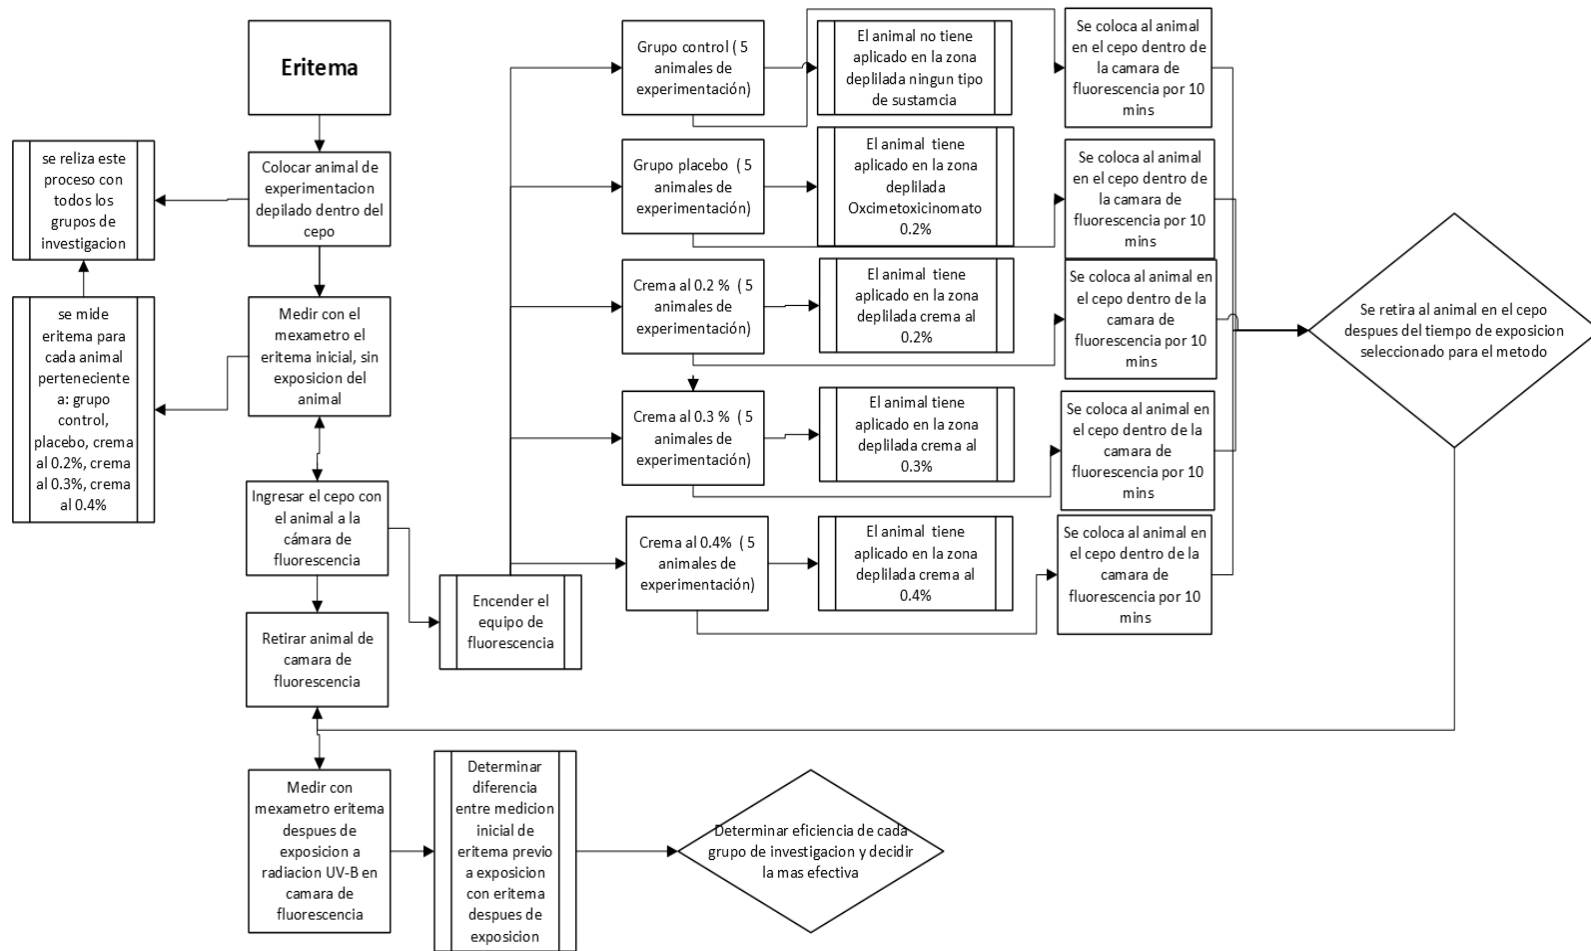 Eritema
Colocar animal de
experimentacion
depilado dentro del
cepo
se reliza este
proceso con
todos los
grupos de
investigacion
Medir con el
mexametro el
eritema inicial, sin
exposicion del
animal
se mide
eritema para
cada animal
perteneciente
a: grupo
control,
placebo, crema
al 0.2%, crema
al 0.3%, crema
al 0.4%
Ingresar el cepo con
el animal a la
cámara de
fluorescencia
Encender el
equipo de
fluorescencia
Grupo control ( 5
animales de
experimentación)
El animal no tiene
aplicado en la zona
deplilada ningun tipo
de sustamcia
Se coloca al animal
en el cepo dentro de
la camara de
fluorescencia por 10
mins
Grupo placebo ( 5
animales de
experimentación)
El animal tiene
aplicado en la zona
deplilada
Oxcimetoxicinomato
0.2%
Se coloca al animal
en el cepo dentro de
la camara de
fluorescencia por 10
mins
Crema al 0.2 % ( 5
animales de
experimentación)
El animal tiene
aplicado en la zona
deplilada crema al
0.2%
Se coloca al animal en
el cepo dentro de la
camara de
fluorescencia por 10
mins
Crema al 0.3 % ( 5
animales de
experimentación)
El animal tiene
aplicado en la zona
deplilada crema al
0.3%
Se coloca al animal en
el cepo dentro de la
camara de
fluorescencia por 10
mins
Crema al 0.4% ( 5
animales de
experimentación)
El animal tiene
aplicado en la zona
deplilada crema al
0.4%
Se coloca al animal en
el cepo dentro de la
camara de
fluorescencia por 10
mins
Se retira al animal en el cepo
despues del tiempo de exposicion
seleccionado para el metodo
Retirar animal de
camara de
fluorescencia
Medir con
mexametro eritema
despues de
exposicion a
radiacion UV-B en
camara de
fluorescencia
Determinar
diferencia
entre medicion
inicial de
eritema previo
a exposicion
con eritema
despues de
exposicion
Determinar eficiencia de cada
grupo de investigacion y decidir
la mas efectiva